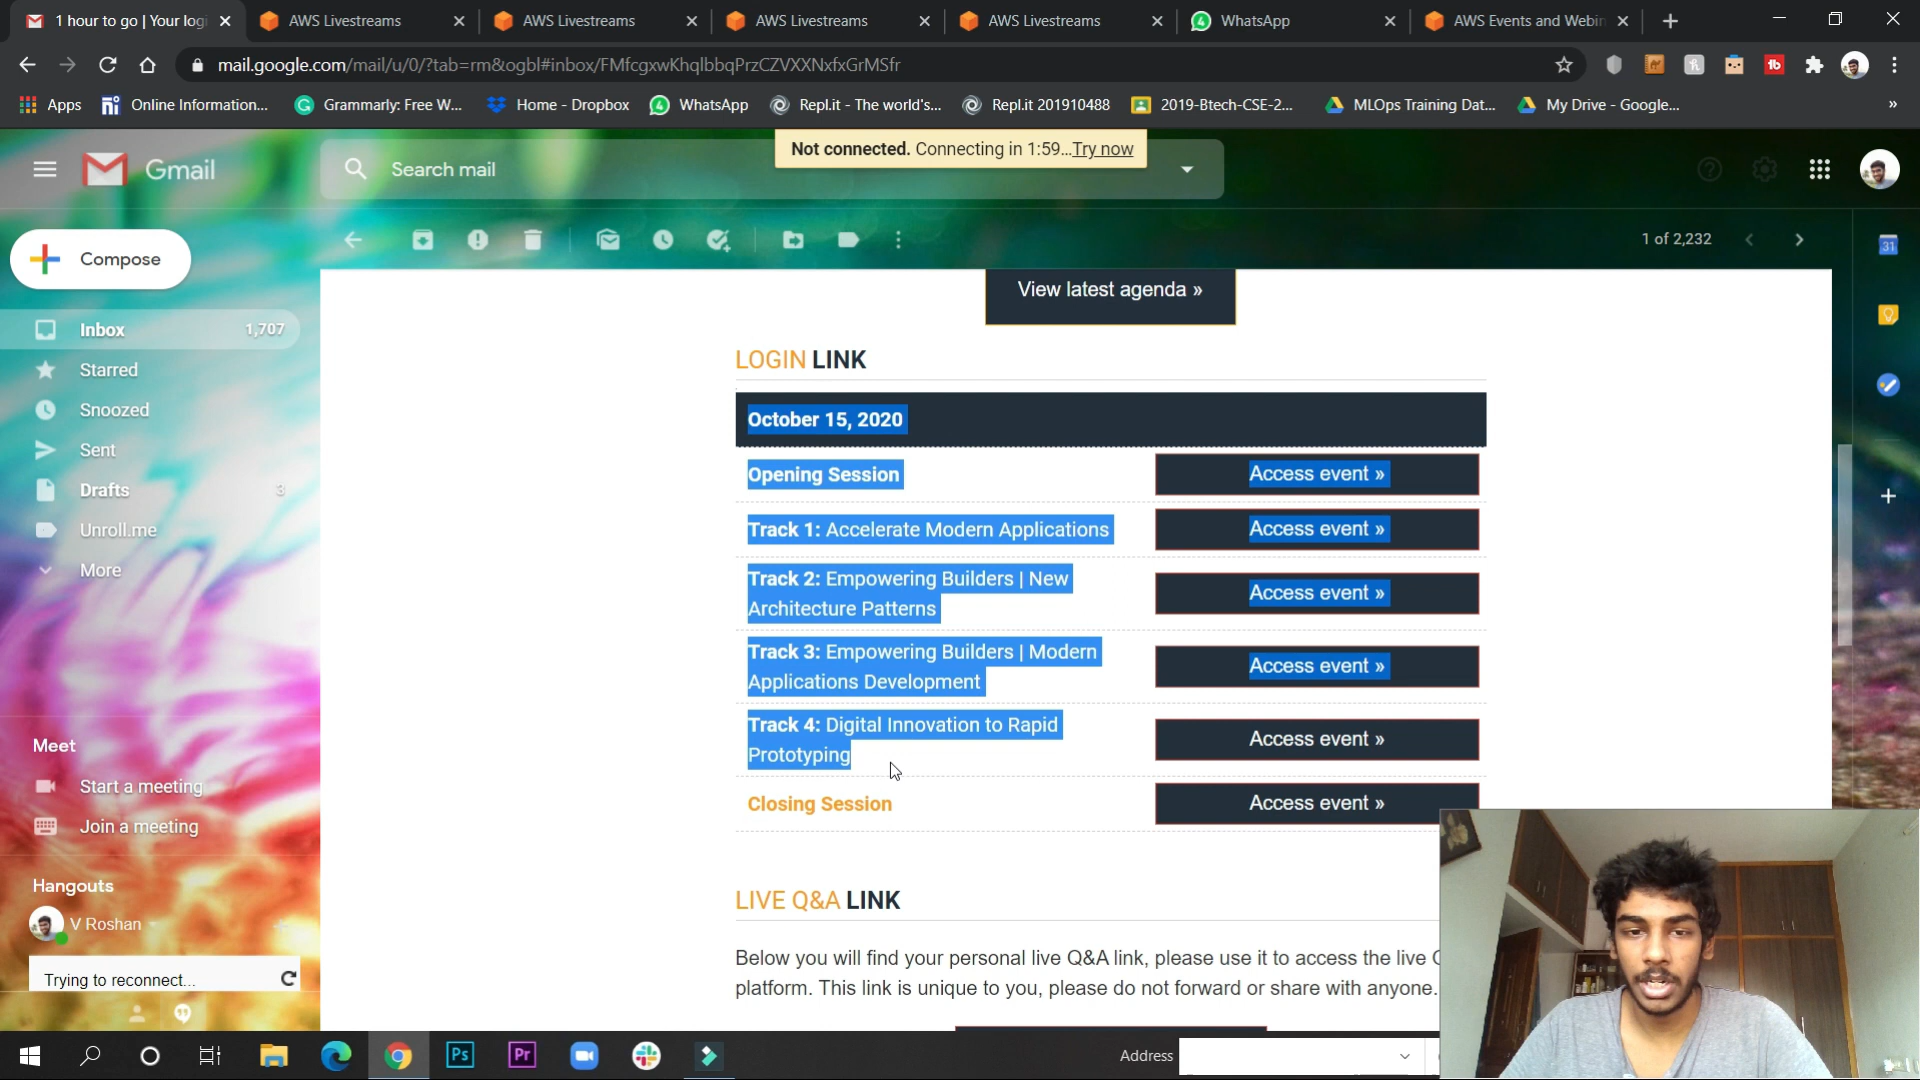 1 hour to go | Your logi
AWS Livestreams
AWS Livestreams
AWS Livestreams
AWS Livestreams
WhatsApp
AWS Events and Webin
mail.google.com/mail/u/0/?tab=rm&ogbl#inbox/FMfcgxwKhqlbbqPrzCZVXXNxfxGrMSfr
Apps
Online Information...
Grammarly: Free W...
Home - Dropbox
WhatsApp
Repl.it - The world's...
Repl.it 201910488
2019-Btech-CSE-2...
MLOps Training Dat...
My Drive - Google...
»
Gmail
Search mail
Not connected. Connecting in 1:59... Try now
Compose
1 of 2,232
31
Inbox 1,707
Starred
Snoozed
Sent
Drafts 3
Unroll.me
More
Meet
Start a meeting
Join a meeting
Hangouts
V Roshan
Trying to reconnect...
View latest agenda »
LOGIN LINK
October 15, 2020
Opening Session Access event »
Track 1: Accelerate Modern Applications Access event »
Track 2: Empowering Builders | New
Architecture Patterns
Access event »
Track 3: Empowering Builders | Modern
Applications Development
Access event »
Track 4: Digital Innovation to Rapid
Prototyping
Access event »
Closing Session Access event »
LIVE Q&A LINK
Below you will find your personal live Q&A link, please use it to access the live
platform. This link is unique to you, please do not forward or share with anyone.
Ps
Pr
Address